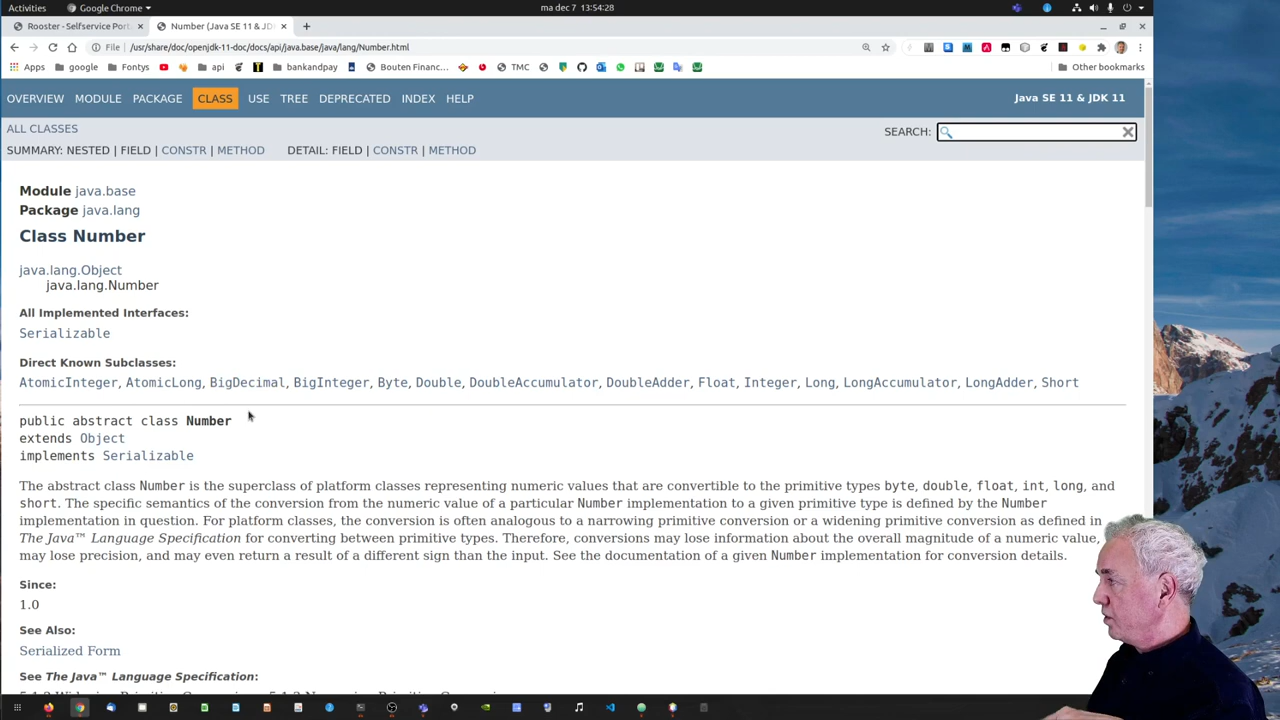 Activities
Google Chrome ▾
ma dec 7 13:54:28
Rooster - Selfservice Port
Number (Java SE 11 & JDK
File | /usr/share/doc/openjdk-11-doc/docs/api/java.base/java/lang/Number.html
Apps google Fontys api bankandpay Bouten Financ... TMC Other bookmarks
OVERVIEW MODULE PACKAGE CLASS USE TREE DEPRECATED INDEX HELP
Java SE 11 & JDK 11
ALL CLASSES
SEARCH:
SUMMARY: NESTED | FIELD | CONSTR | METHOD DETAIL: FIELD | CONSTR | METHOD
Module java.base
Package java.lang
Class Number
java.lang.Object
java.lang.Number
All Implemented Interfaces:
Serializable
Direct Known Subclasses:
AtomicInteger, AtomicLong, BigDecimal, BigInteger, Byte, Double, DoubleAccumulator, DoubleAdder, Float, Integer, Long, LongAccumulator, LongAdder, Short
public abstract class Number
extends Object
implements Serializable
The abstract class Number is the superclass of platform classes representing numeric values that are convertible to the primitive types byte, double, float, int, long, and
short. The specific semantics of the conversion from the numeric value of a particular Number implementation to a given primitive type is defined by the Number
implementation in question. For platform classes, the conversion is often analogous to a narrowing primitive conversion or a widening primitive conversion as defined in
The Java™ Language Specification for converting between primitive types. Therefore, conversions may lose information about the overall magnitude of a numeric value,
may lose precision, and may even return a result of a different sign than the input. See the documentation of a given Number implementation for conversion details.
Since:
1.0
See Also:
Serialized Form
See The Java™ Language Specification: